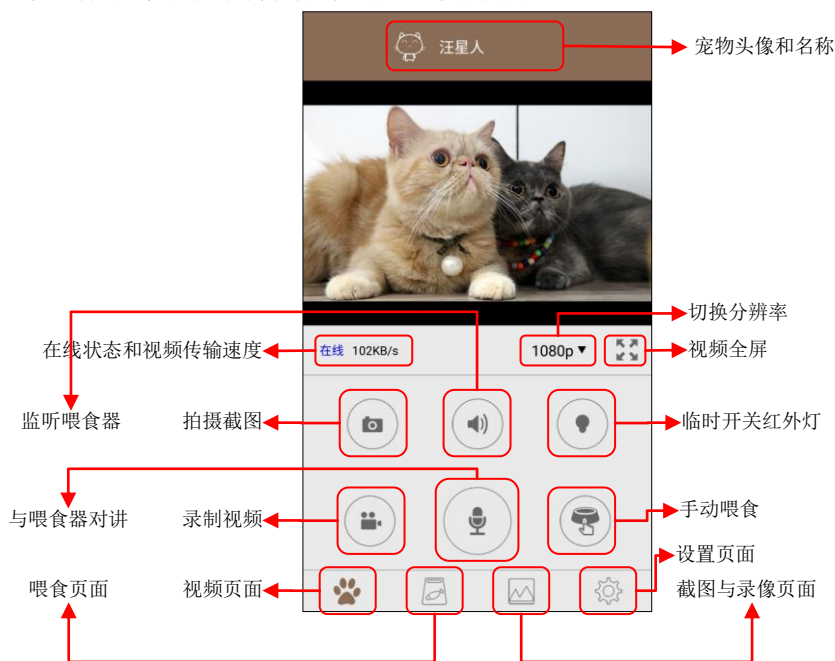 汪星人
宠物头像和名称
切换分辨率
在线状态和视频传输速度
在线 102KB/s
1080p▼
视频全屏
监听喂食器
拍摄截图
临时开关红外灯
与喂食器对讲
录制视频
手动喂食
设置页面
喂食页面
视频页面
截图与录像页面